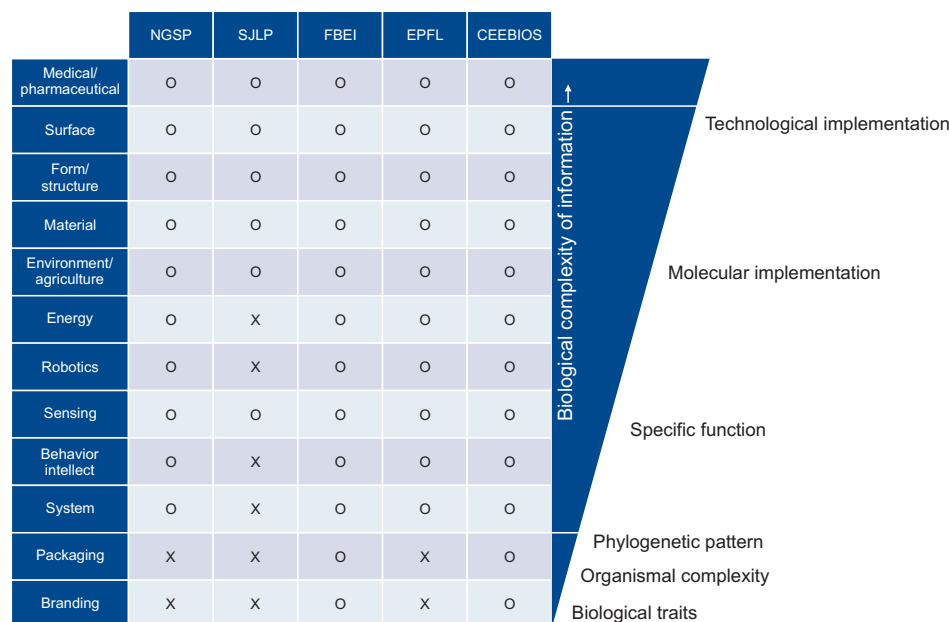 NGSP SJLP FBEI EPFL CEEBIOS
Medical/
pharmaceutical O O O O O
Surface O O O O O
Form/
structure O O O O O
Material O O O O O
Environment/
agriculture O O O O O
Energy O X O O O
Robotics O X O O O
Sensing O O O O O
Behavior
intellect O X O O O
System O X O O O
Packaging X X O X O
Branding X X O X O
Biological complexity of information →
Technological implementation
Molecular implementation
Specific function
Phylogenetic pattern
Organismal complexity
Biological traits